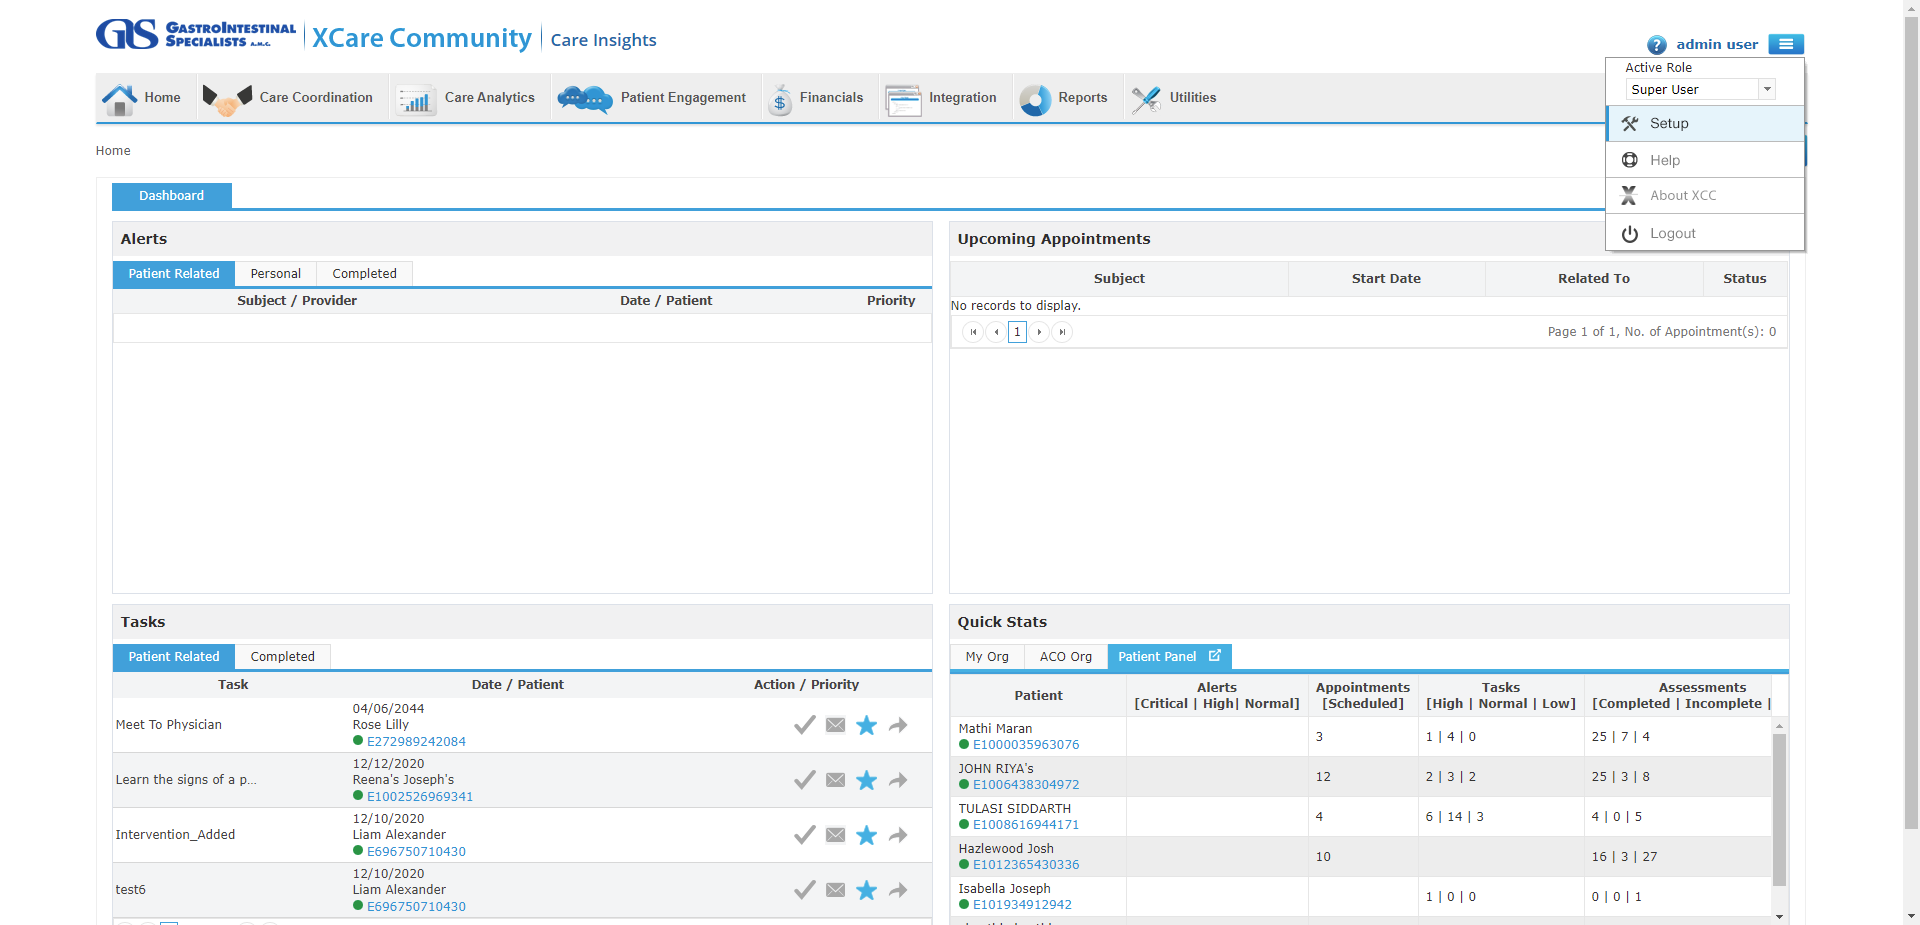 GIS GASTROINTESTINAL SPECIALISTS A.M.C. XCare Community Care Insights
? admin user
Active Role
Super User
Setup
Help
About XCC
Logout
Home Care Coordination Care Analytics Patient Engagement Financials Integration Reports Utilities
Home
Dashboard
Alerts
Patient Related Personal Completed
Subject / Provider Date / Patient Priority
Upcoming Appointments
Subject Start Date Related To Status
No records to display.
1 Page 1 of 1, No. of Appointment(s): 0
Tasks
Patient Related Completed
Task Date / Patient Action / Priority
04/06/2044
Meet To Physician Rose Lilly
E272989242084
12/12/2020
Learn the signs of a p... Reena's Joseph's
E1002526969341
12/10/2020
Intervention_Added Liam Alexander
E696750710430
12/10/2020
test6 Liam Alexander
E696750710430
Quick Stats
My Org ACO Org Patient Panel
Patient Alerts Appointments Tasks Assessments
[Critical | High| Normal] [Scheduled] [High | Normal | Low] [Completed | Incomplete |
Mathi Maran
E1000035963076 3 1 | 4 | 0 25 | 7 | 4
JOHN RIYA's
E1006438304972 12 2 | 3 | 2 25 | 3 | 8
TULASI SIDDARTH
E1008616944171 4 6 | 14 | 3 4 | 0 | 5
Hazlewood Josh
E1012365430336 10 16 | 3 | 27
Isabella Joseph
E101934912942 1 | 0 | 0 0 | 0 | 1